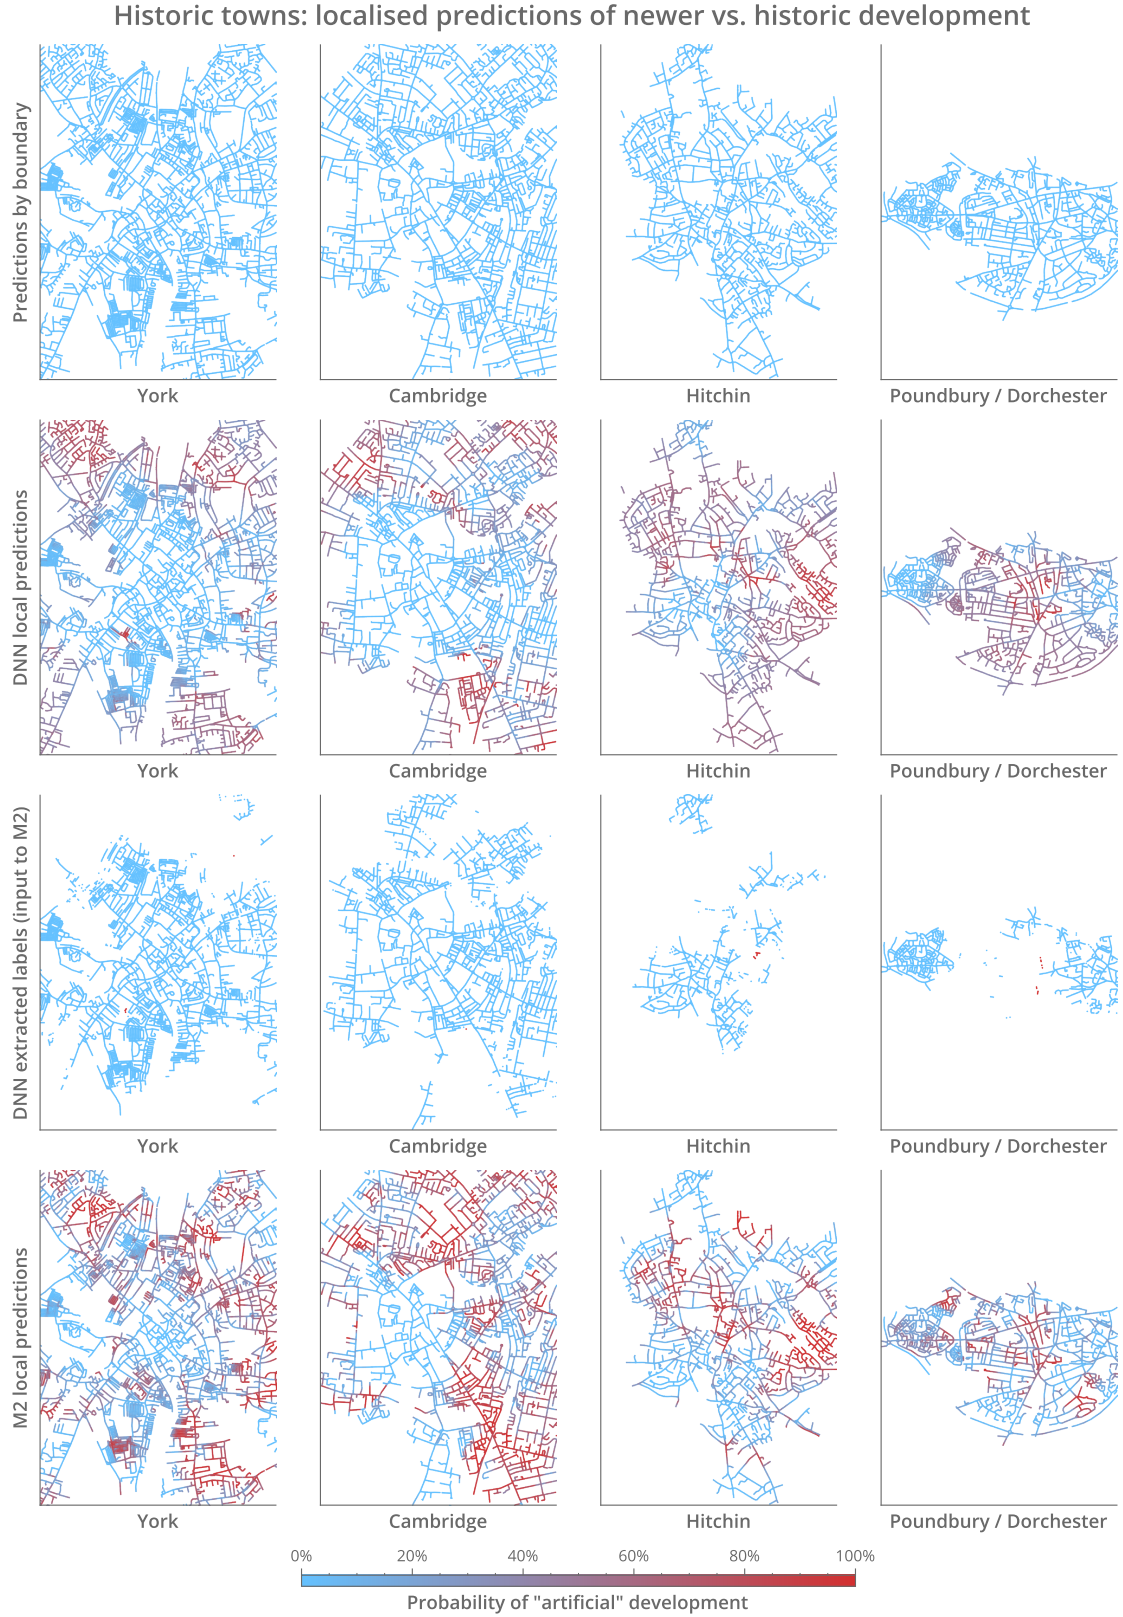 Historic towns: localised predictions of newer vs. historic development
Predictions by boundary
York
Cambridge
Hitchin
Poundbury / Dorchester
DNN local predictions
York
Cambridge
Hitchin
Poundbury / Dorchester
DNN extracted labels (input to M2)
York
Cambridge
Hitchin
Poundbury / Dorchester
M2 local predictions
York
Cambridge
Hitchin
Poundbury / Dorchester
0% 20% 40% 60% 80% 100%
Probability of "artificial" development